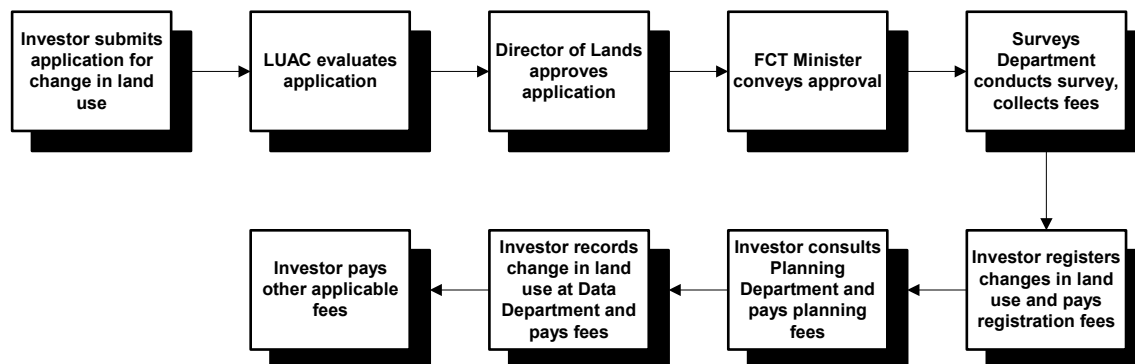 Investor submits
application for
change in land
use
LUAC evaluates
application
Director of Lands
approves
application
FCT Minister
conveys approval
Surveys
Department
conducts survey,
collects fees
Investor registers
changes in land
use and pays
registration fees
Investor consults
Planning
Department and
pays planning
fees
Investor records
change in land
use at Data
Department and
pays fees
Investor pays
other applicable
fees